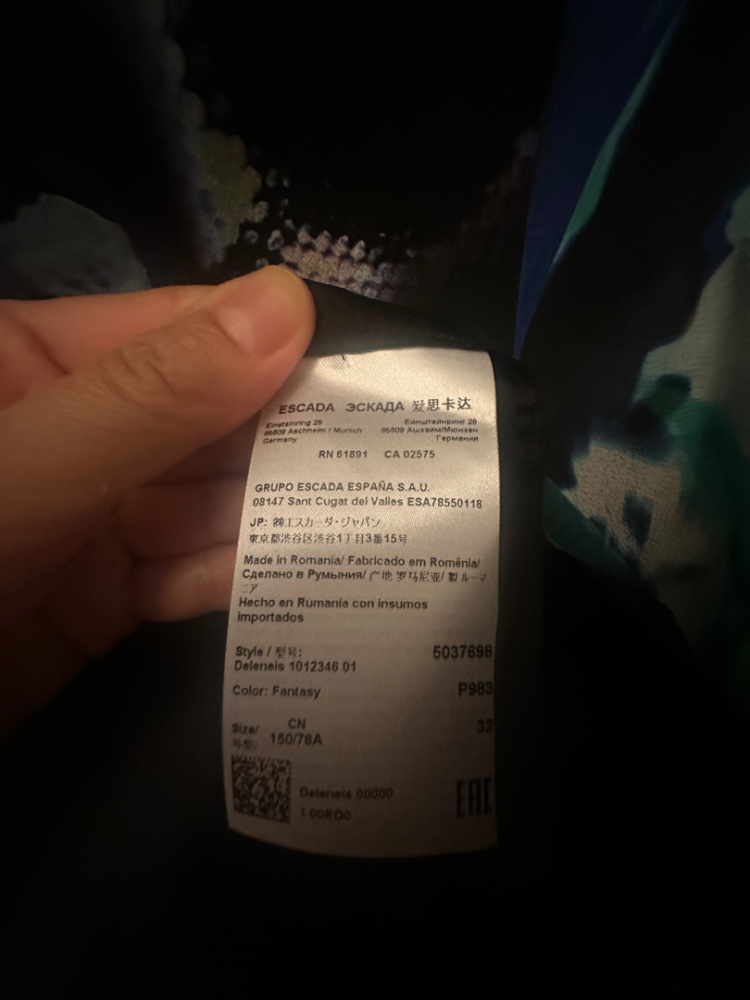 ESCADA ЭСКАДА 爱思卡达
Einsteinring 29 Ейнштейнринг 29
85609 Aschheim / Munich 85609 Ашхайм/Мюнхен
Germany Германия
RN 61891 CA 02575
GRUPO ESCADA ESPAÑA S.A.U.
08147 Sant Cugat del Valles ESA78550118
JP: ㈱エスカーダ・ジャパン
東京都渋谷区渋谷1丁目3番15号
Made in Romania/ Fabricado em Romênia/
Сделано в Румыния/ 产地 罗马尼亚/ 製 ルーマ
ニア
Hecho en Rumania con insumos
importados
Style / 型号: 5037698
Deleneis 1012346 01
Color: Fantasy P983
Size/ CN 32
号型: 150/76A
Deleneis 00000
1 00RO0
EAC